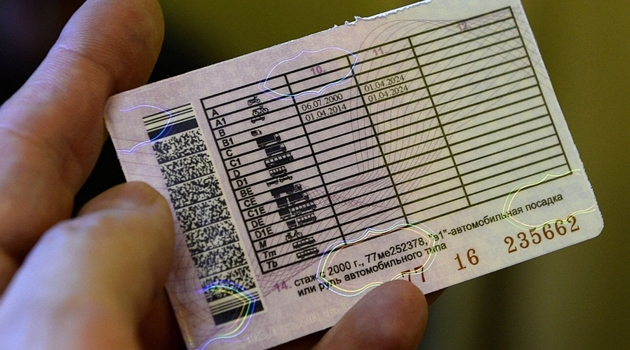 10. 11. 12.
A
A1
B 06.07.2000 01.04.2024
B1 01.04.2014 01.04.2024
C
C1
D
D1
BE
CE
C1E
DE
D1E
M
Tm
Tb
14. стаж с 2000 г., 77ме252378, "в1"-автомобильная посадка
или руль автомобильного типа
77 16 235662